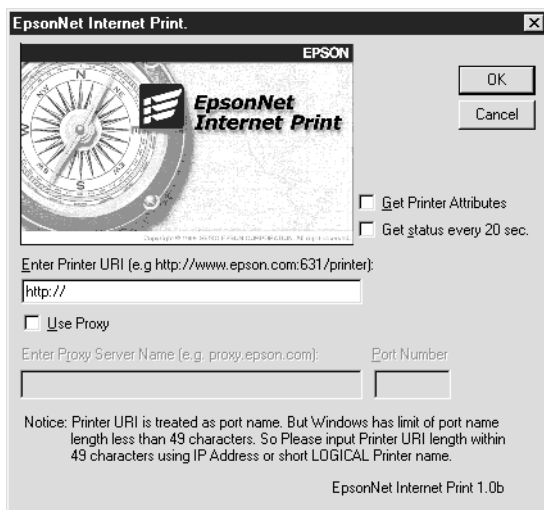 EpsonNet Internet Print.
EPSON
N
S
EpsonNet
Internet Print
OK
Cancel
Get Printer Attributes
Get status every 20 sec.
Enter Printer URI (e.g http://www.epson.com:631/printer):
http://
Use Proxy
Enter Proxy Server Name (e.g. proxy.epson.com):
Port Number
Notice: Printer URI is treated as port name. But Windows has limit of port name
length less than 49 characters. So Please input Printer URI length within
49 characters using IP Address or short LOGICAL Printer name.
EpsonNet Internet Print 1.0b